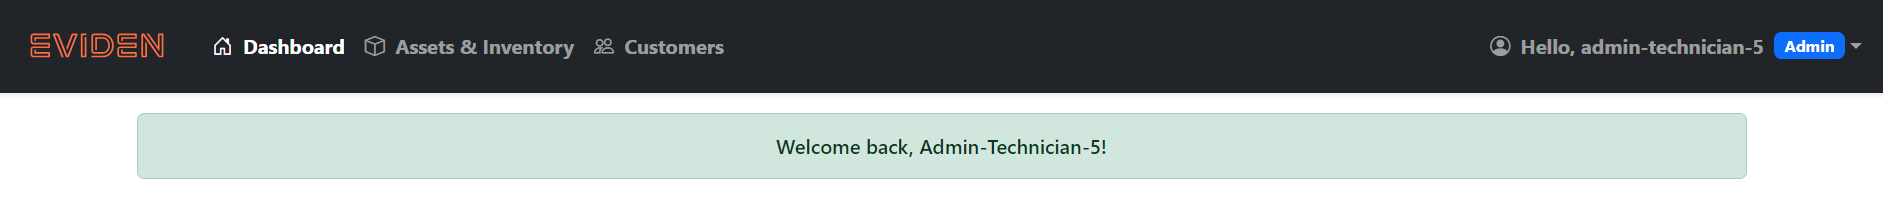 EVIDEN Dashboard Assets & Inventory Customers Hello, admin-technician-5 Admin
Welcome back, Admin-Technician-5!